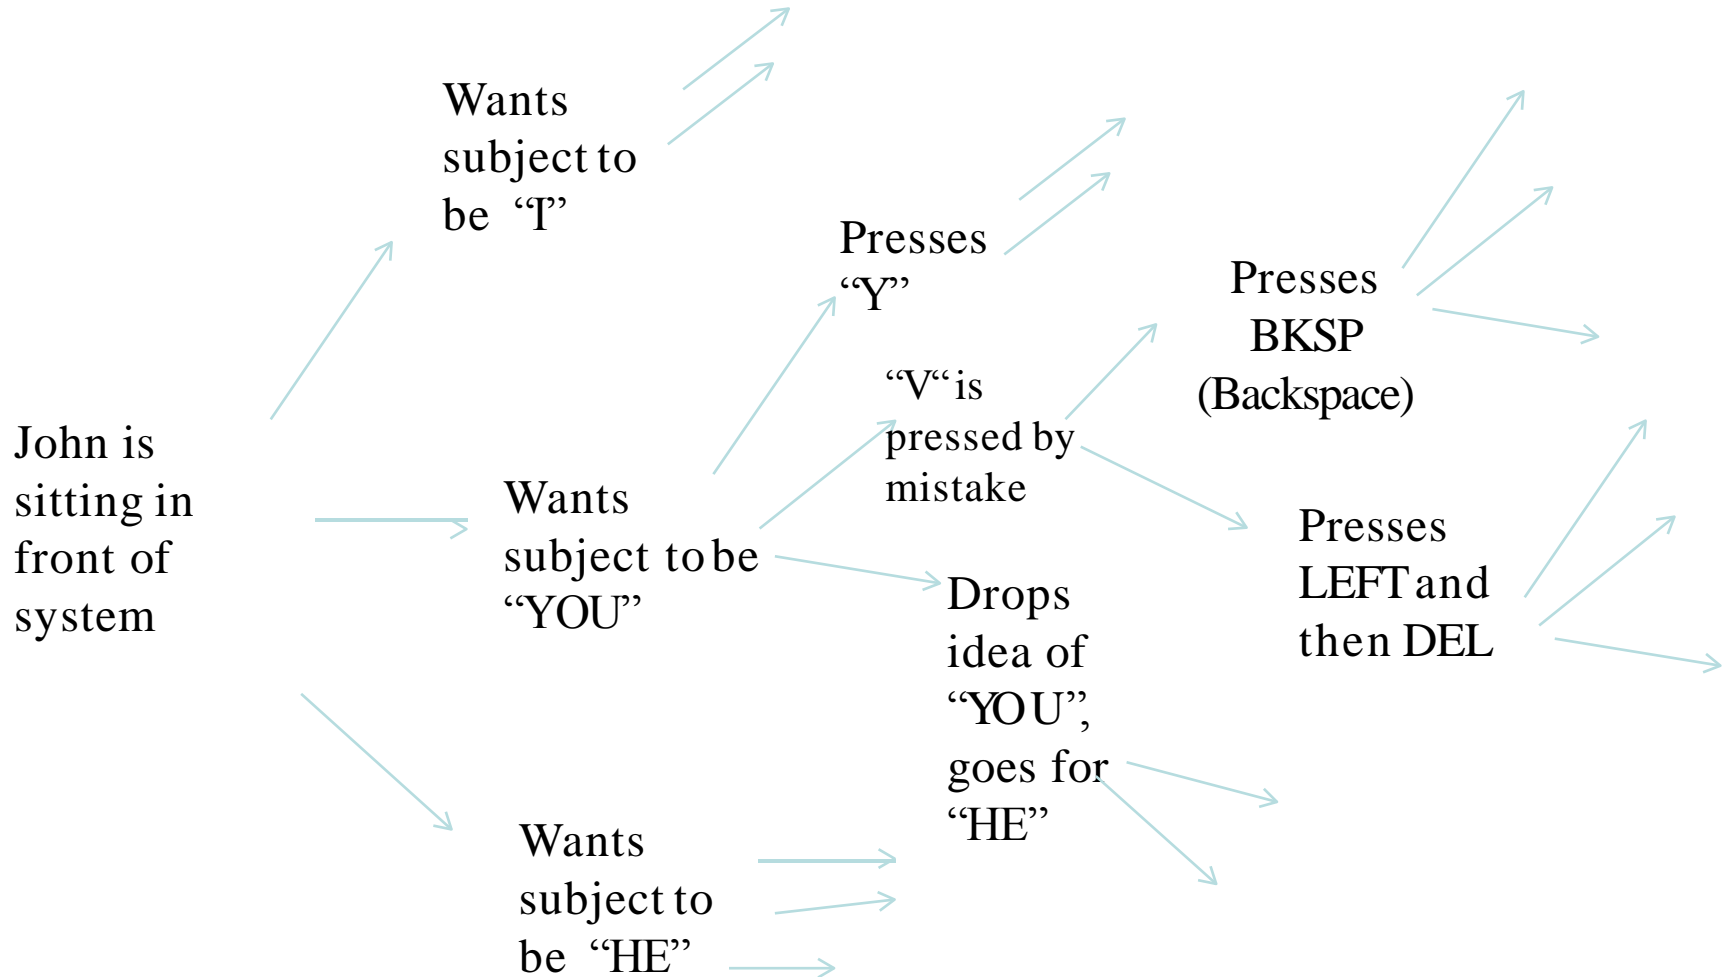 Wants
subject to
be “I”
Presses
“Y”
Presses
BKSP
(Backspace)
“V“ is
pressed by
mistake
John is
sitting in
front of
system
Wants
subject to be
“YOU”
Presses
LEFT and
then DEL
Drops
idea of
“YOU”,
goes for
“HE”
Wants
subject to
be “HE”